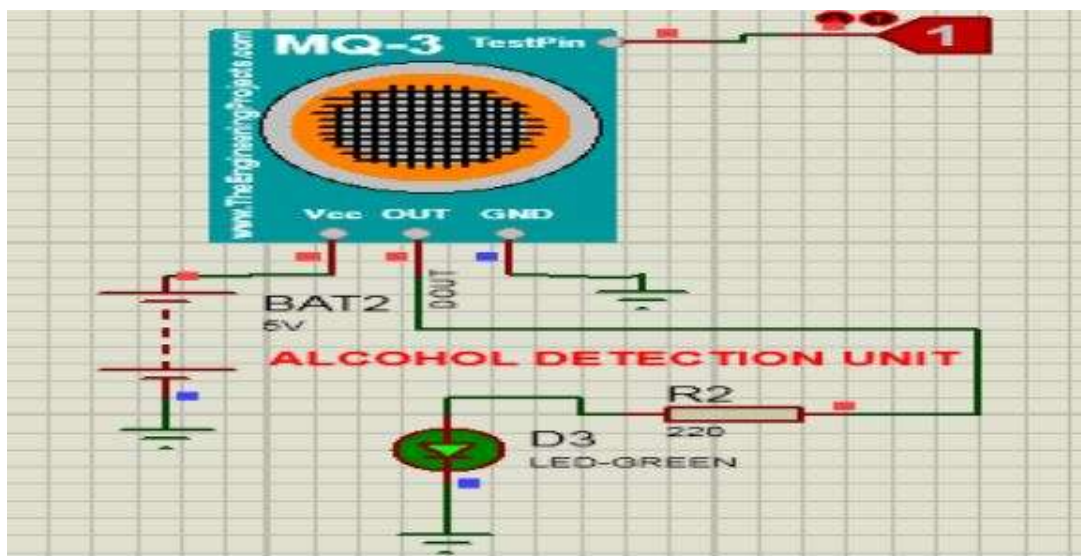 MQ-3 TestPin
1
www.TheEngineeringProjects.com
Vcc OUT GND
DOUT
BAT2
5V
ALCOHOL DETECTION UNIT
R2
220
D3
LED-GREEN